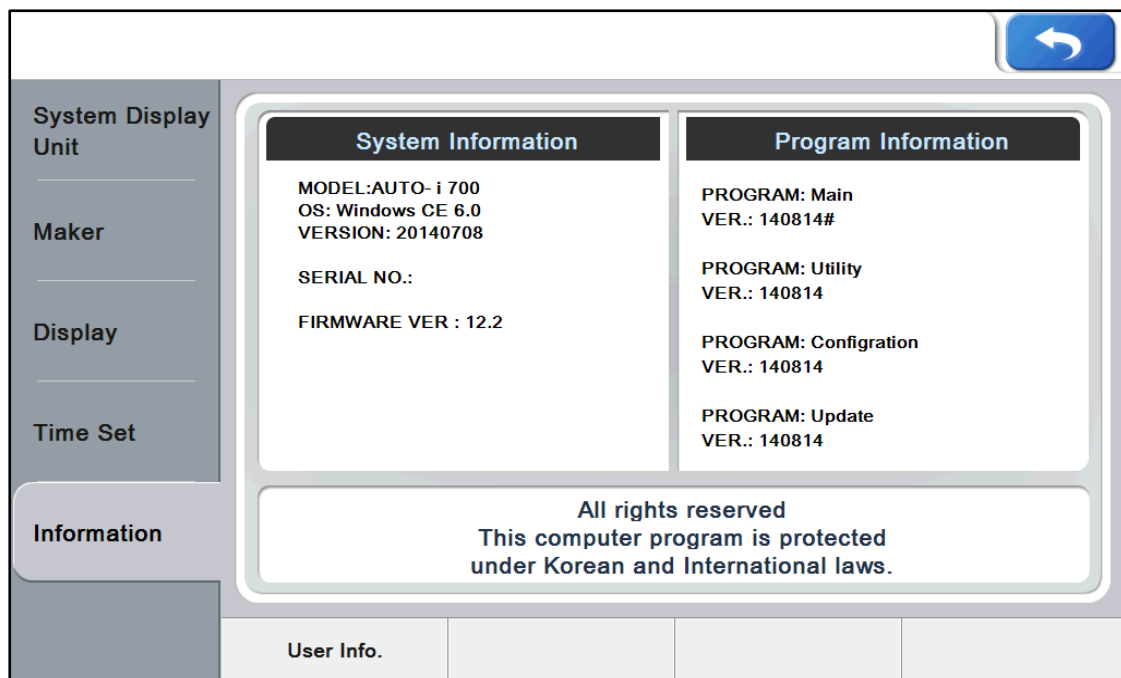 System Display
Unit
Maker
Display
Time Set
Information
System Information
MODEL:AUTO- i 700
OS: Windows CE 6.0
VERSION: 20140708
SERIAL NO.:
FIRMWARE VER : 12.2
Program Information
PROGRAM: Main
VER.: 140814#
PROGRAM: Utility
VER.: 140814
PROGRAM: Configration
VER.: 140814
PROGRAM: Update
VER.: 140814
All rights reserved
This computer program is protected
under Korean and International laws.
User Info.